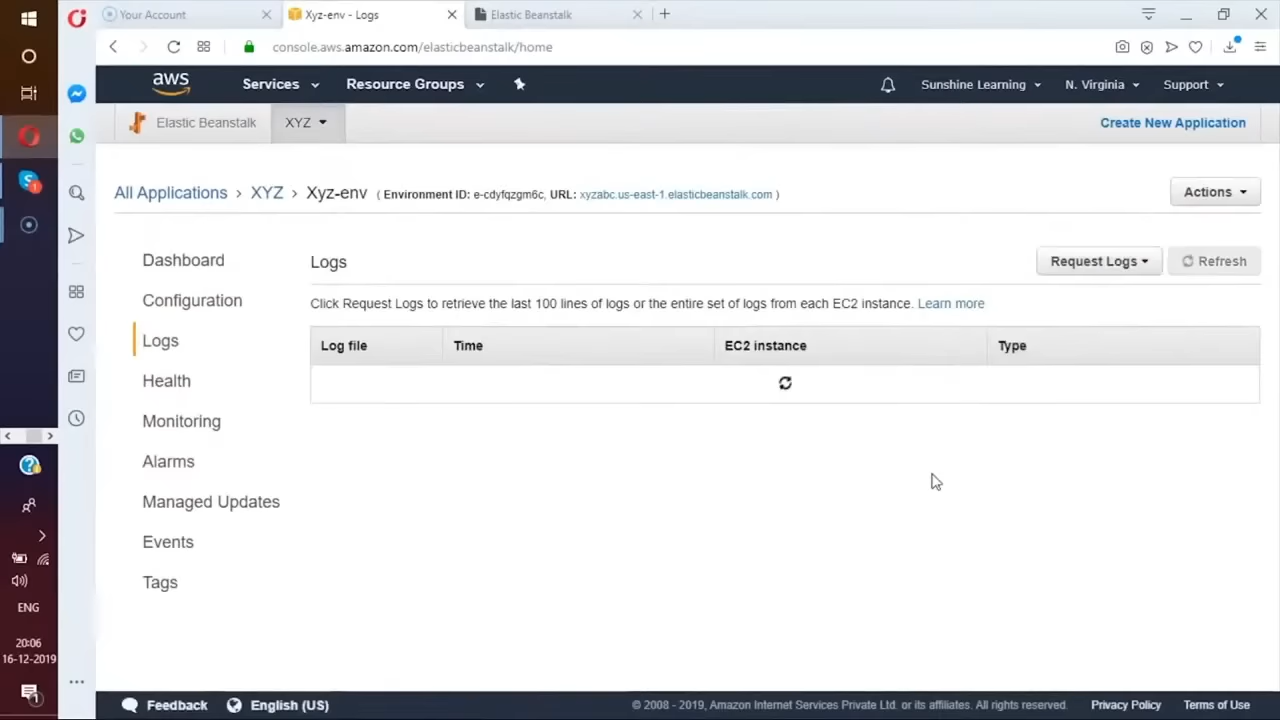 Your Account
Xyz-env - Logs
Elastic Beanstalk
console.aws.amazon.com/elasticbeanstalk/home
aws
Services
Resource Groups
Sunshine Learning
N. Virginia
Support
Elastic Beanstalk
XYZ
Create New Application
All Applications › XYZ › Xyz-env ( Environment ID: e-cdyfqzgm6c, URL: xyzabc.us-east-1.elasticbeanstalk.com )
Actions
Dashboard
Configuration
Logs
Health
Monitoring
Alarms
Managed Updates
Events
Tags
Logs
Request Logs
Refresh
Click Request Logs to retrieve the last 100 lines of logs or the entire set of logs from each EC2 instance. Learn more
Log file
Time
EC2 instance
Type
ENG
20:06
16-12-2019
1
Feedback
English (US)
© 2008 - 2019, Amazon Internet Services Private Ltd. or its affiliates. All rights reserved.
Privacy Policy
Terms of Use